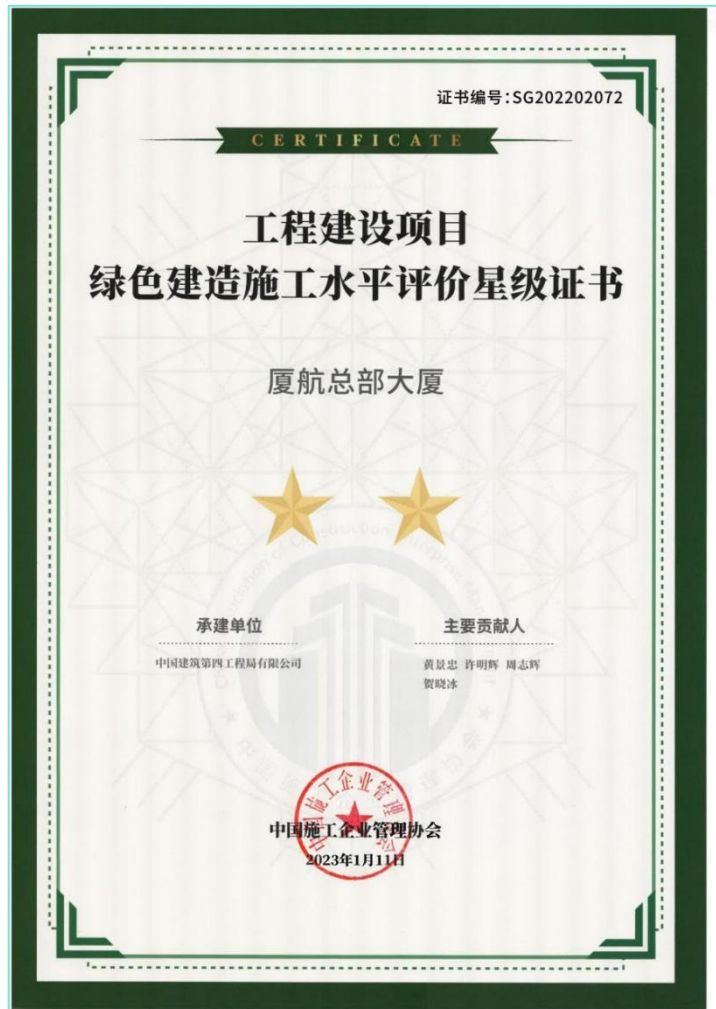 证书编号:SG202202072
CERTIFICATE
工程建设项目
绿色建造施工水平评价星级证书
厦航总部大厦
承建单位
主要贡献人
中国建筑第四工程局有限公司
黄景忠 许明辉 周志辉
贺晓冰
中国施工企业管理协会
2023年1月11日